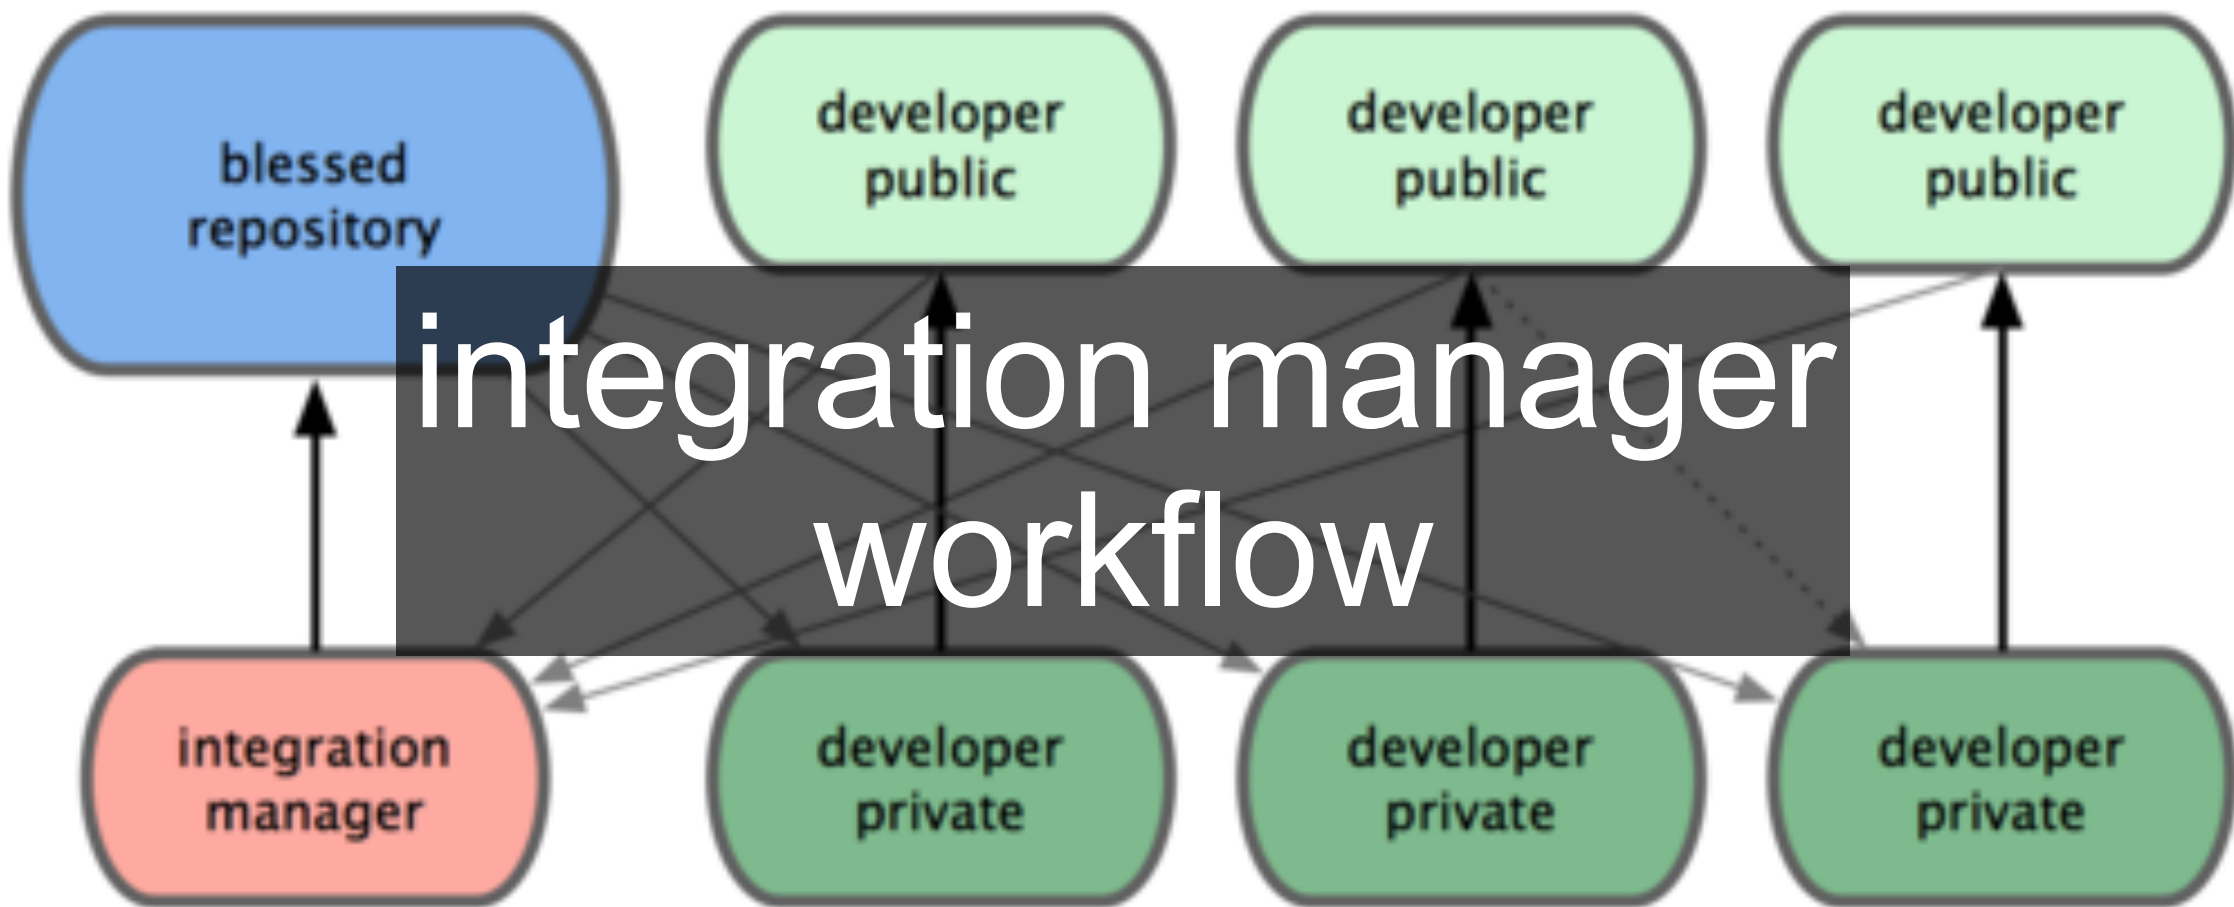 blessed
repository
developer
public
developer
public
developer
public
integration manager
workflow
integration
manager
developer
private
developer
private
developer
private